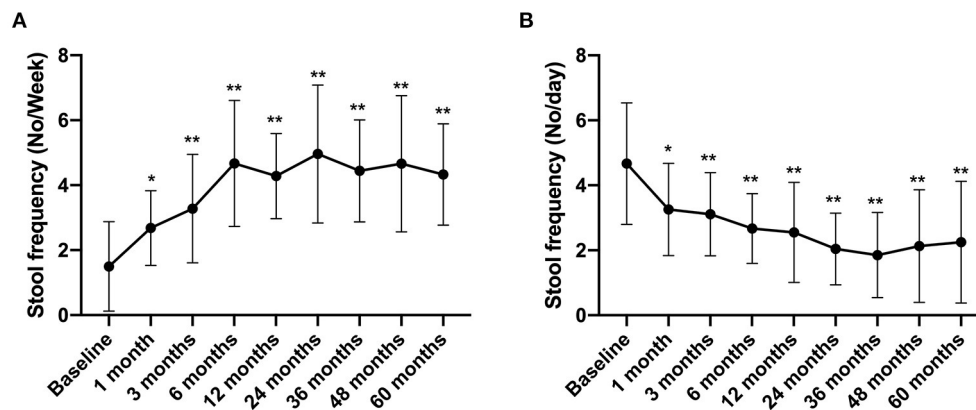 A
Stool frequency (No/Week)
8
6
4
2
0
*
**
**
**
**
**
**
**
Baseline
1 month
3 months
6 months
12 months
24 months
36 months
48 months
60 months
B
Stool frequency (No/day)
8
6
4
2
0
*
**
**
**
**
**
**
**
Baseline
1 month
3 months
6 months
12 months
24 months
36 months
48 months
60 months